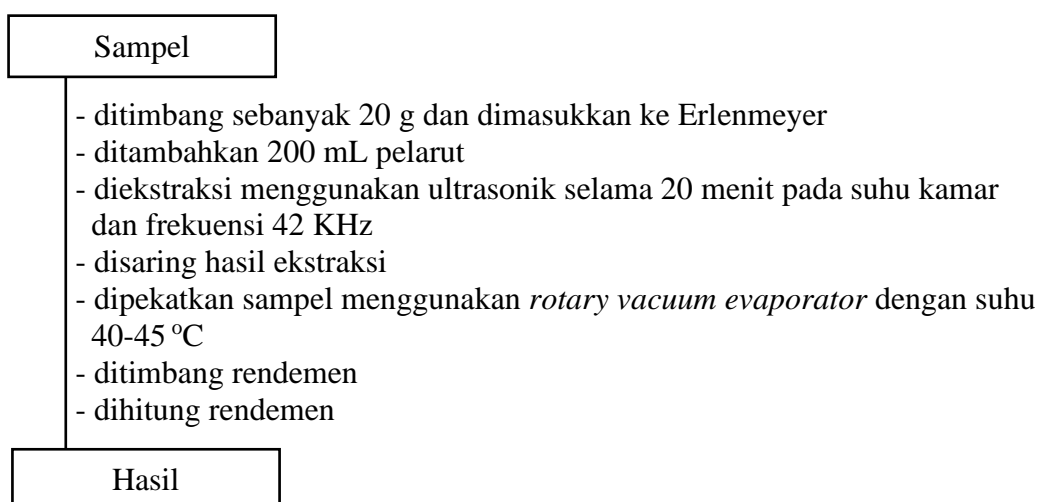 Sampel
- ditimbang sebanyak 20 g dan dimasukkan ke Erlenmeyer
- ditambahkan 200 mL pelarut
- diekstraksi menggunakan ultrasonik selama 20 menit pada suhu kamar
dan frekuensi 42 KHz
- disaring hasil ekstraksi
- dipekatkan sampel menggunakan rotary vacuum evaporator dengan suhu
40-45 ºC
- ditimbang rendemen
- dihitung rendemen
Hasil